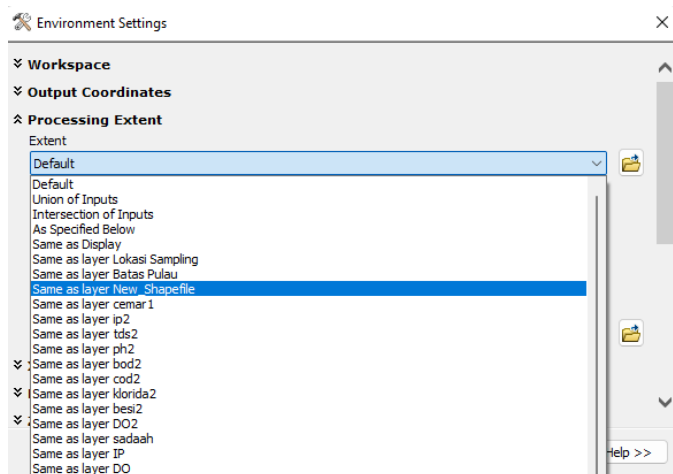 Environment Settings
Workspace
Output Coordinates
Processing Extent
Extent
Default
Default
Union of Inputs
Intersection of Inputs
As Specified Below
Same as Display
Same as layer Lokasi Sampling
Same as layer Batas Pulau
Same as layer New_Shapefile
Same as layer cemar1
Same as layer ip2
Same as layer tds2
Same as layer ph2
Same as layer bod2
Same as layer cod2
Same as layer klorida2
Same as layer besi2
Same as layer DO2
Same as layer sadaah
Same as layer IP
Same as layer DO
Help >>